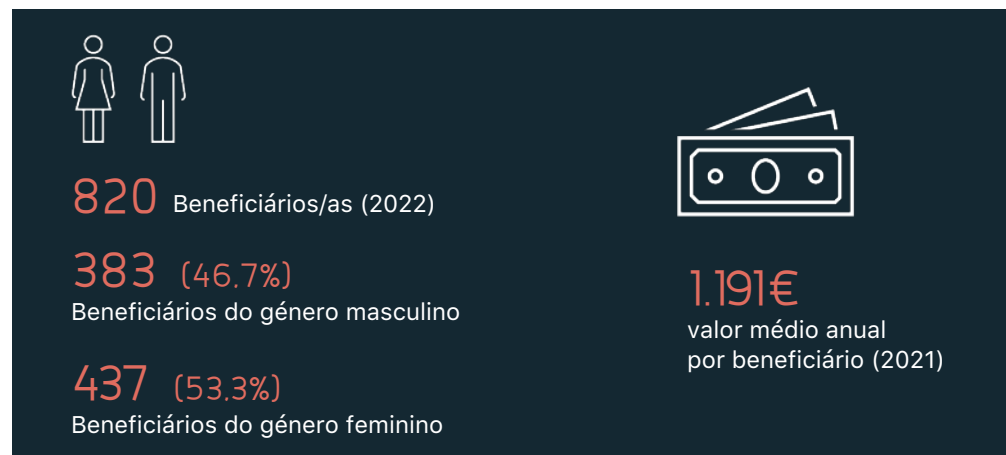 820 Beneficiários/as (2022)
383 (46.7%)
Beneficiários do género masculino
437 (53.3%)
Beneficiários do género feminino
1.191€
valor médio anual
por beneficiário (2021)